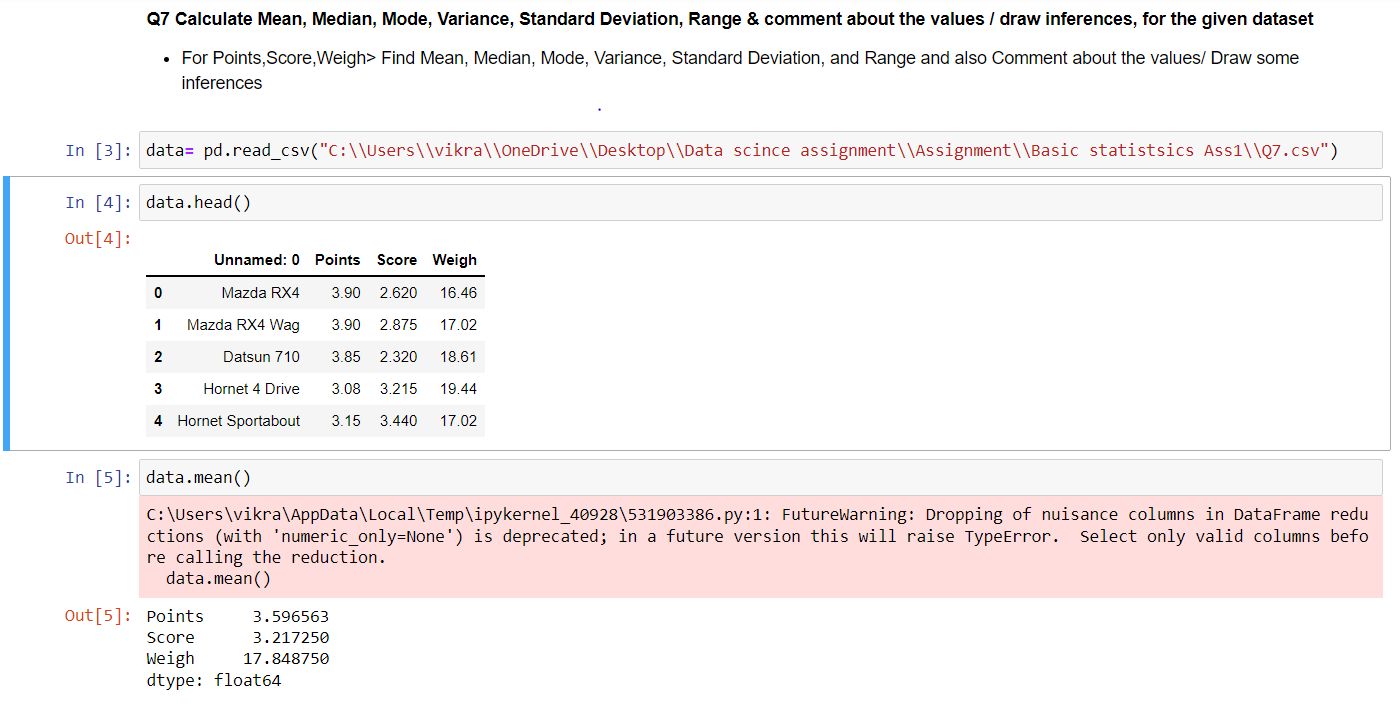 Q7 Calculate Mean, Median, Mode, Variance, Standard Deviation, Range & comment about the values / draw inferences, for the given dataset
• For Points,Score,Weigh> Find Mean, Median, Mode, Variance, Standard Deviation, and Range and also Comment about the values/ Draw some
inferences
.
In [3]: data= pd.read_csv("C:\\Users\\vikra\\OneDrive\\Desktop\\Data scince assignment\\Assignment\\Basic statistsics Ass1\\Q7.csv")
In [4]: data.head()
Out[4]:
Unnamed: 0 Points Score Weigh
0 Mazda RX4 3.90 2.620 16.46
1 Mazda RX4 Wag 3.90 2.875 17.02
2 Datsun 710 3.85 2.320 18.61
3 Hornet 4 Drive 3.08 3.215 19.44
4 Hornet Sportabout 3.15 3.440 17.02
In [5]: data.mean()
C:\Users\vikra\AppData\Local\Temp\ipykernel_40928\531903386.py:1: FutureWarning: Dropping of nuisance columns in DataFrame redu
ctions (with 'numeric_only=None') is deprecated; in a future version this will raise TypeError.  Select only valid columns befo
re calling the reduction.
data.mean()
Out[5]: Points 3.596563
Score 3.217250
Weigh 17.848750
dtype: float64